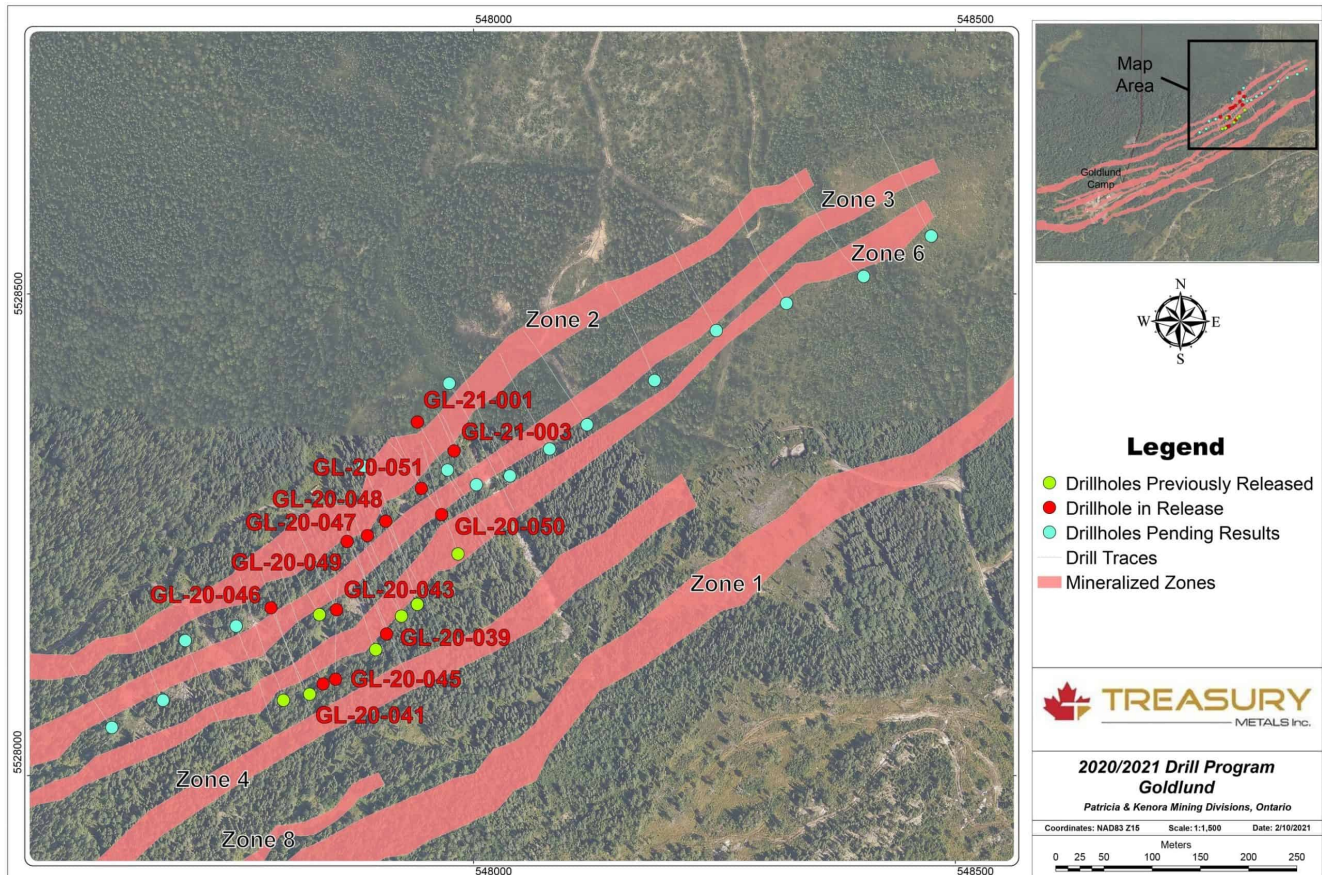 548000
548500
5528500
5528000
Zone 3
Zone 6
Zone 2
GL-21-001
GL-21-003
GL-20-051
GL-20-048
GL-20-047
GL-20-050
GL-20-049
GL-20-046
GL-20-043
Zone 1
GL-20-039
GL-20-045
GL-20-041
Zone 4
Zone 8
548000
548500
Map
Area
Goldlund
Camp
N
W
E
S
Legend
Drillholes Previously Released
Drillhole in Release
Drillholes Pending Results
Drill Traces
Mineralized Zones
TREASURY
METALS Inc.
2020/2021 Drill Program
Goldlund
Patricia & Kenora Mining Divisions, Ontario
Coordinates: NAD83 Z15 Scale: 1:1,500 Date: 2/10/2021
Meters
0 25 50 100 150 200 250